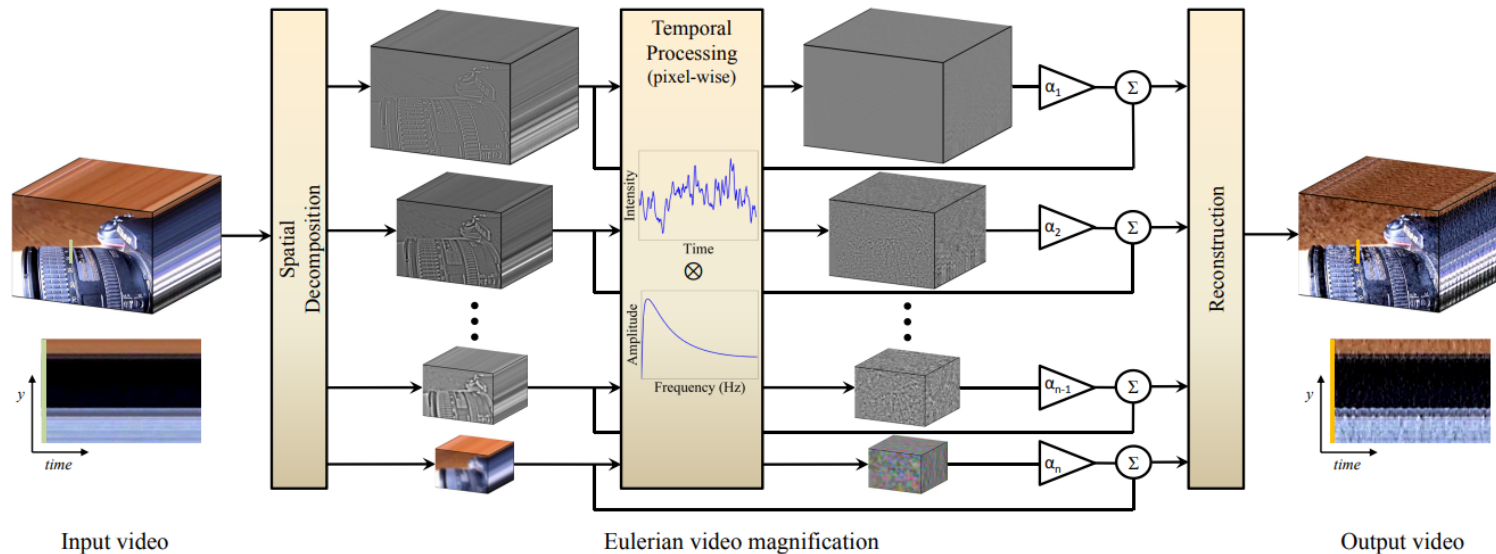 Temporal
Processing
(pixel-wise)
Intensity
Time
⊗
Amplitude
Frequency (Hz)
Spatial
Decomposition
α1
Σ
α2
Σ
αn-1
Σ
αn
Σ
Reconstruction
y
time
y
time
Input video
Eulerian video magnification
Output video